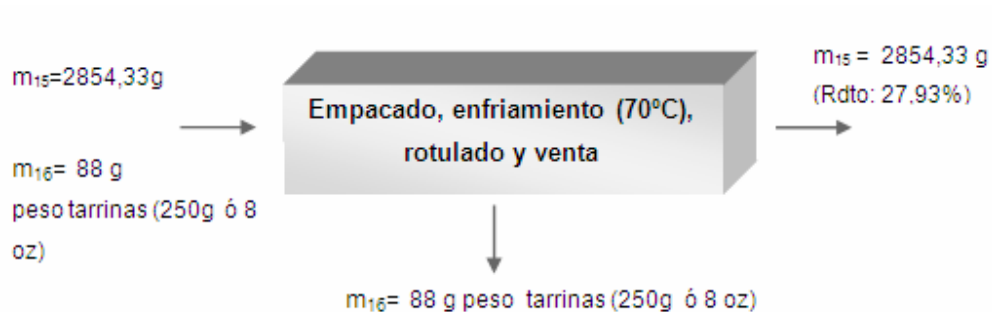 m₁₅=2854,33g
m₁₆= 88 g
peso tarrinas (250g ó 8
oz)
Empacado, enfriamiento (70ºC),
rotulado y venta
m₁₅ = 2854,33 g
(Rdto: 27,93%)
m₁₆= 88 g peso tarrinas (250g ó 8 oz)